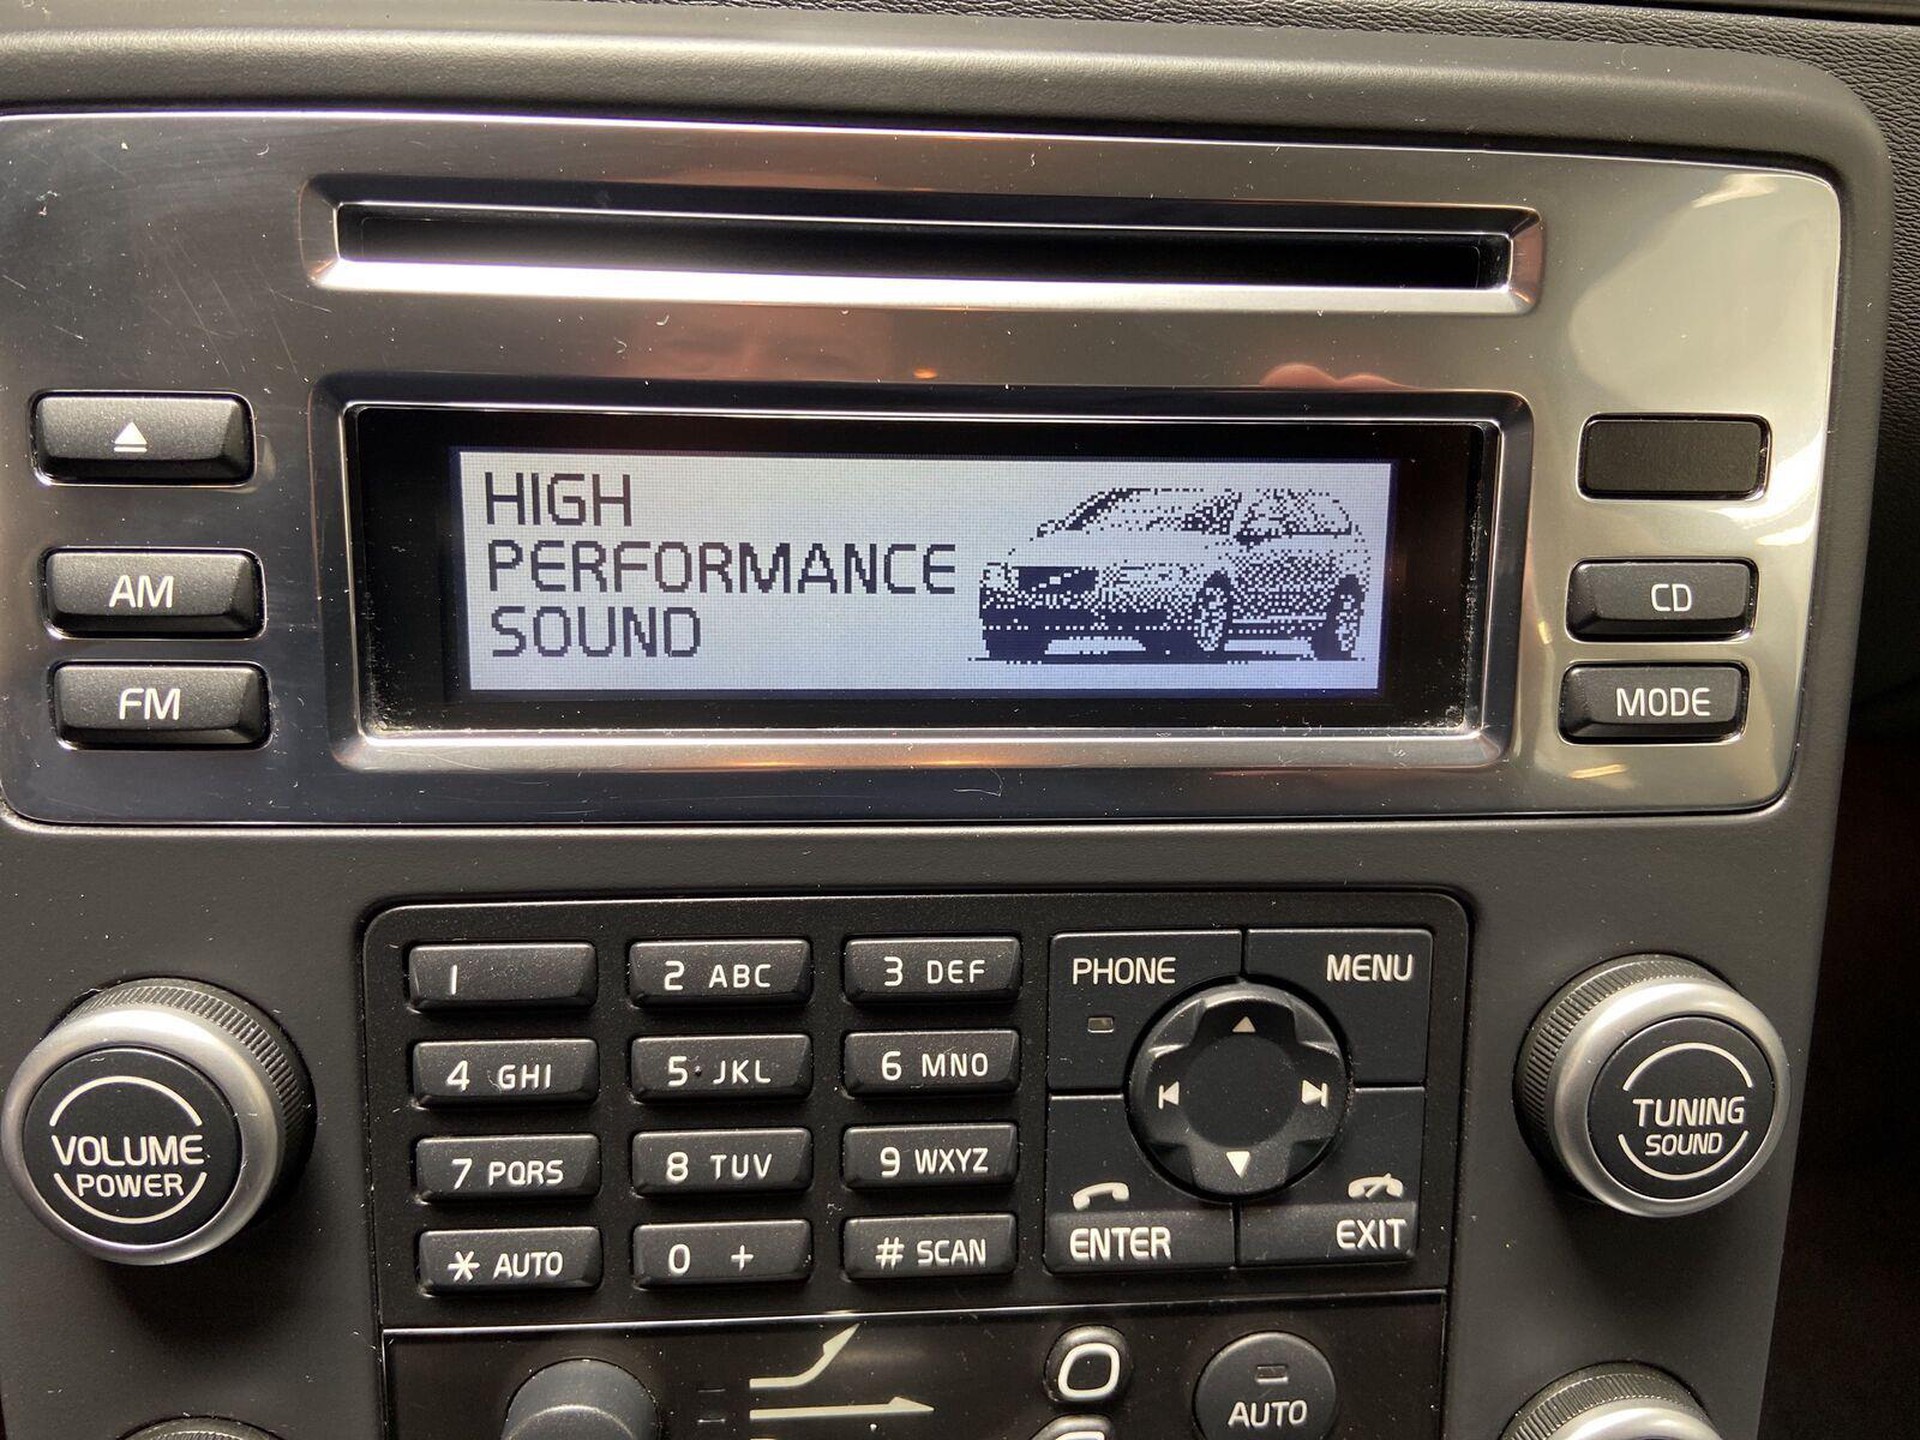 HIGH
PERFORMANCE
SOUND
AM
FM
CD
MODE
VOLUME
POWER
1
2 ABC
3 DEF
4 GHI
5 JKL
6 MNO
7 PQRS
8 TUV
9 WXYZ
* AUTO
0 +
# SCAN
PHONE
MENU
ENTER
EXIT
TUNING
SOUND
AUTO